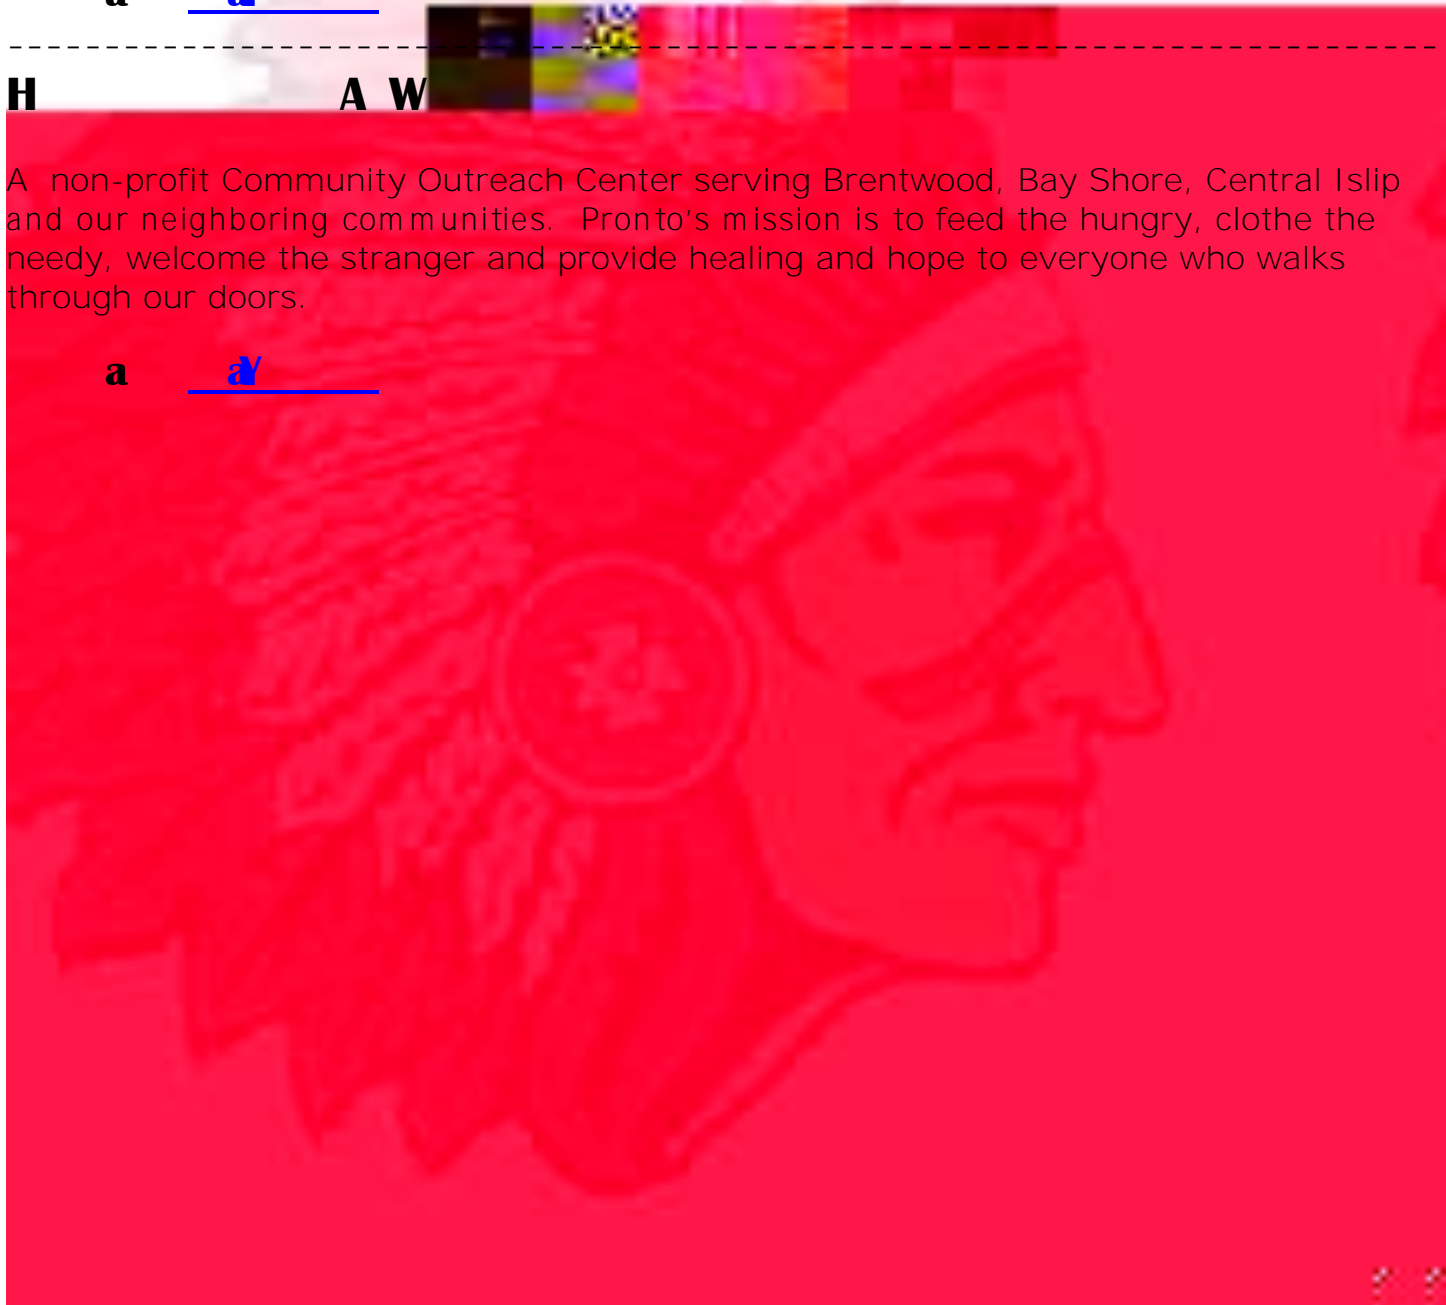 a a
--------------------------------------------------------------------------
H A W
A non-profit Community Outreach Center serving Brentwood, Bay Shore, Central Islip
and our neighboring communities. Pronto's mission is to feed the hungry, clothe the
needy, welcome the stranger and provide healing and hope to everyone who walks
through our doors.
a a